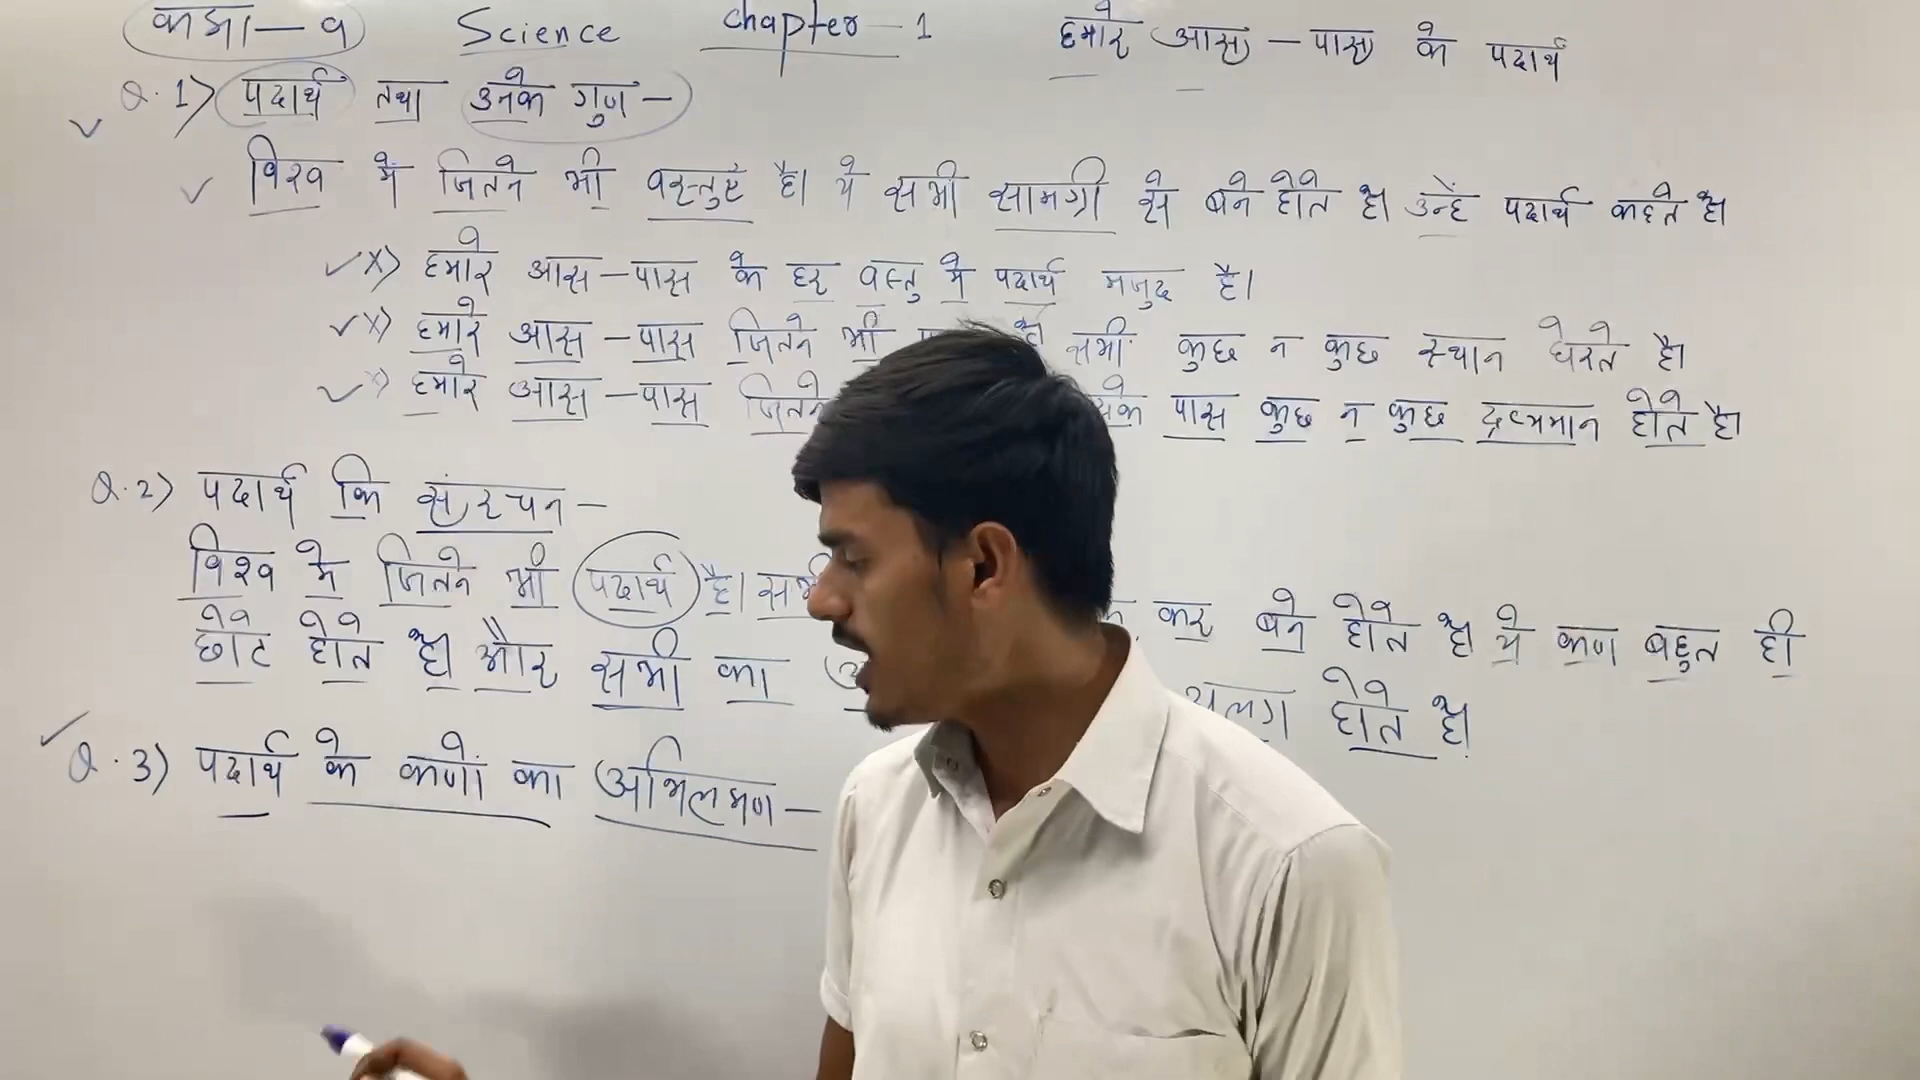 कक्षा – 9 Science Chapter – 1 हमारे आस – पास के पदार्थ
Q. 1) पदार्थ तथा उनके गुण –
विश्व में जितने भी वस्तुएं है। ये सभी सामग्री से बने होते है। उन्हें पदार्थ कहते है
x) हमारे आस – पास के हर वस्तु में पदार्थ मजुद है।
x) हमारे आस – पास जितने भी है सभी कुछ न कुछ स्थान घेरते है।
x) हमारे आस – पास जितने पास कुछ न कुछ द्रव्यमान होते है।
Q. 2) पदार्थ कि संरचन –
विश्व में जितने भी पदार्थ है। सभी कर बने होते है। ये कण बहुत ही
छोटे होते है। और सभी का अलग होते है।
Q. 3) पदार्थ के कणों का अभिलक्षण –